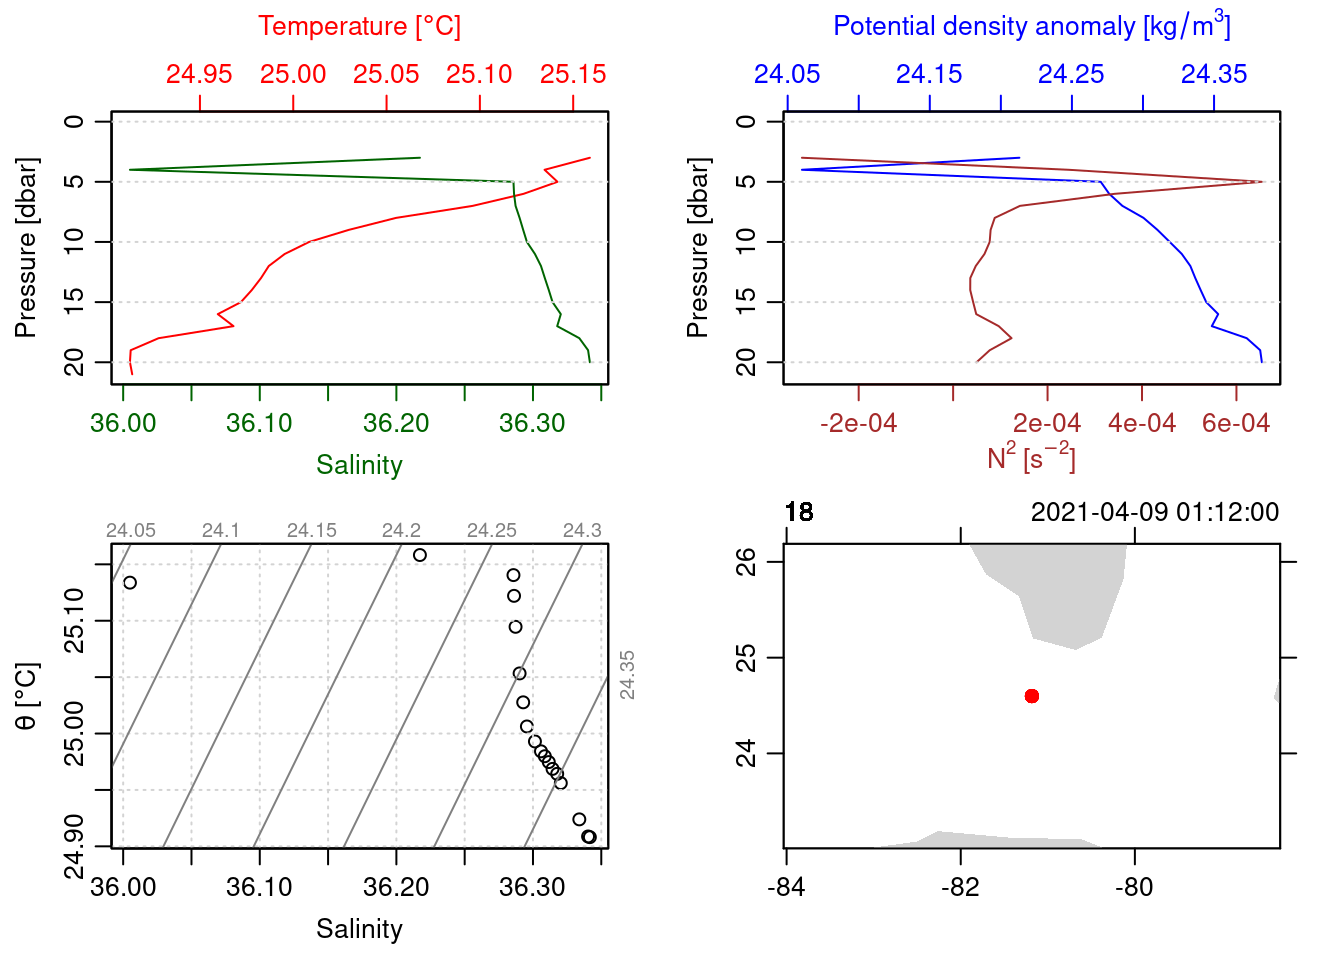 Temperature [°C]
24.95 25.00 25.05 25.10 25.15
Pressure [dbar]
0
5
10
15
20
36.00 36.10 36.20 36.30
Salinity
Potential density anomaly [kg/m³]
24.05 24.15 24.25 24.35
Pressure [dbar]
0
5
10
15
20
-2e-04 2e-04 4e-04 6e-04
N² [s⁻²]
24.05 24.1 24.15 24.2 24.25 24.3
24.35
θ [°C]
25.10
25.00
24.90
36.00 36.10 36.20 36.30
Salinity
18 2021-04-09 01:12:00
26
25
24
-84 -82 -80